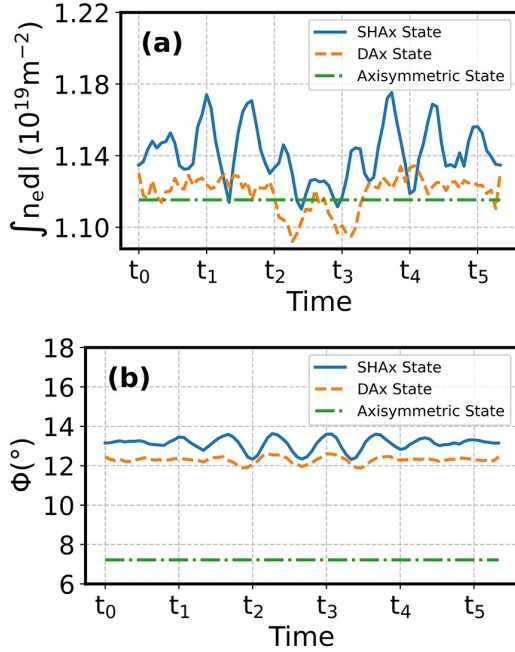 1.22
1.18
1.14
1.10
∫nₑdl (10¹⁹m⁻²)
(a)
SHAx State
DAx State
Axisymmetric State
t₀ t₁ t₂ t₃ t₄ t₅
Time
18
16
14
12
10
8
6
Φ(°)
(b)
SHAx State
DAx State
Axisymmetric State
t₀ t₁ t₂ t₃ t₄ t₅
Time